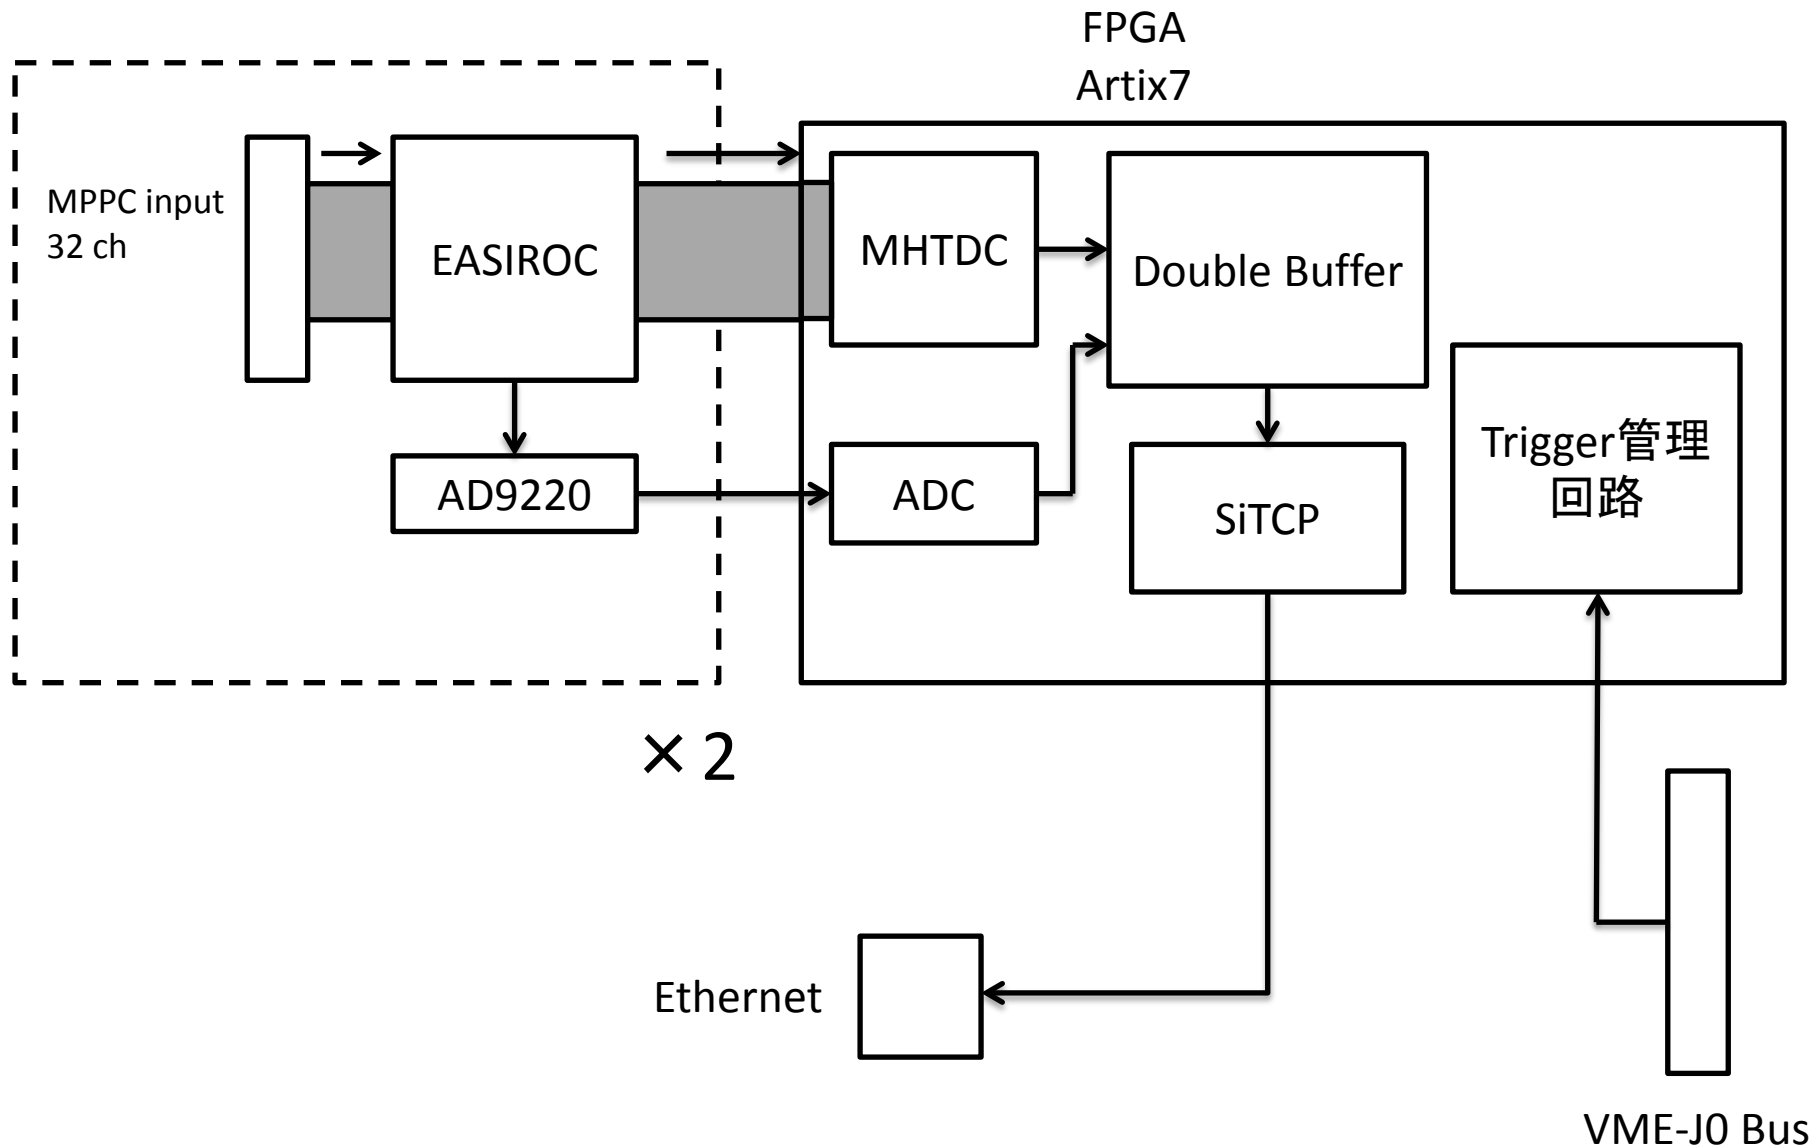 FPGA
Artix7
MPPC input
32 ch
EASIROC
MHTDC
Double Buffer
AD9220
ADC
SiTCP
Trigger管理
回路
×2
Ethernet
VME-J0 Bus